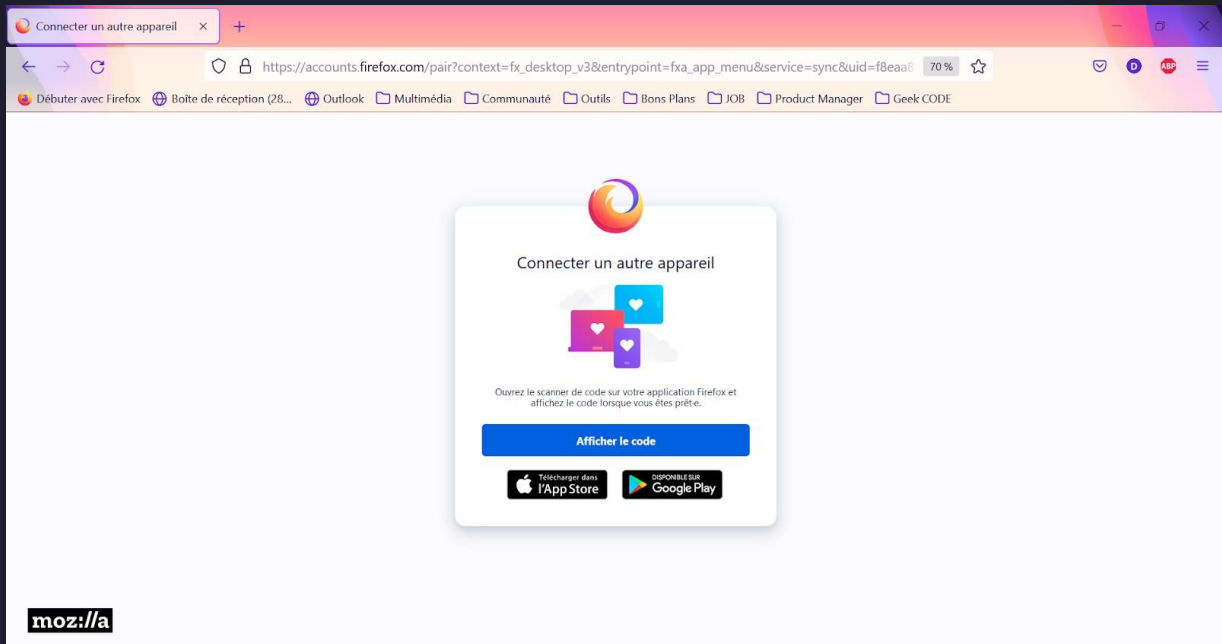 Connecter un autre appareil
https://accounts.firefox.com/pair?context=fx_desktop_v3&entrypoint=fxa_app_menu&service=sync&uid=f8eaa8 70 %
D
ABP
Débuter avec Firefox Boîte de réception (28... Outlook Multimédia Communauté Outils Bons Plans JOB Product Manager Geek CODE
Connecter un autre appareil
Ouvrez le scanner de code sur votre application Firefox et
affichez le code lorsque vous êtes prêt·e.
Afficher le code
Télécharger dans
l'App Store
DISPONIBLE SUR
Google Play
moz://a